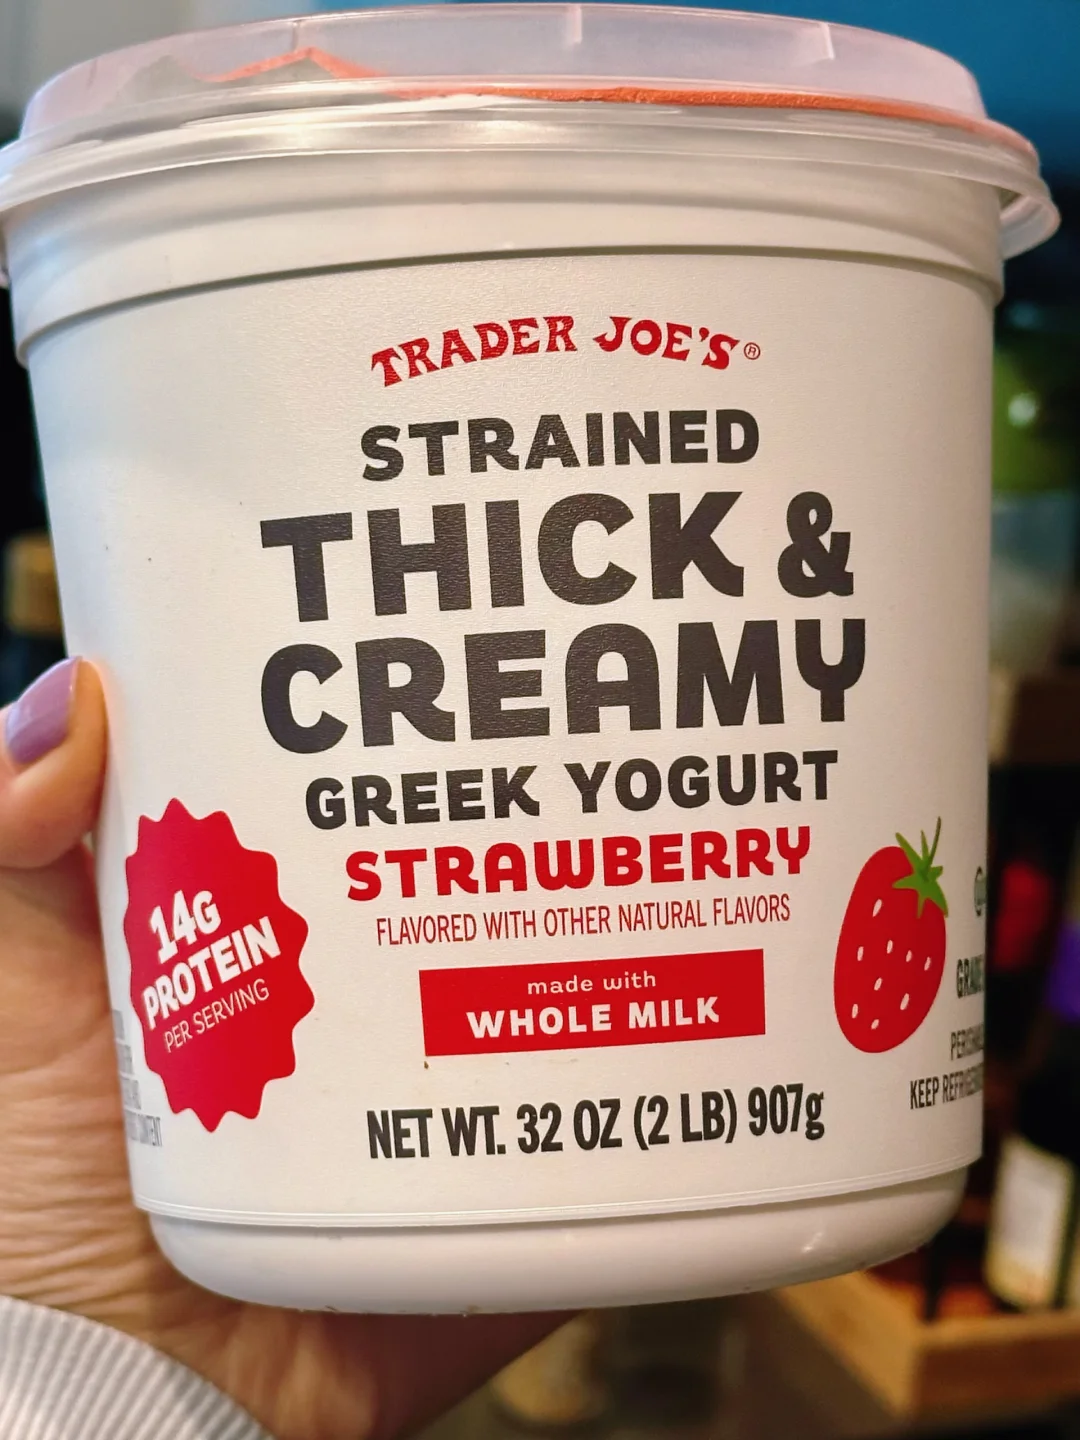 TRADER JOE'S®
STRAINED
THICK &
CREAMY
GREEK YOGURT
STRAWBERRY
FLAVORED WITH OTHER NATURAL FLAVORS
made with
WHOLE MILK
14G
PROTEIN
PER SERVING
CONTENT
KEEP
NET WT. 32 OZ (2 LB) 907g